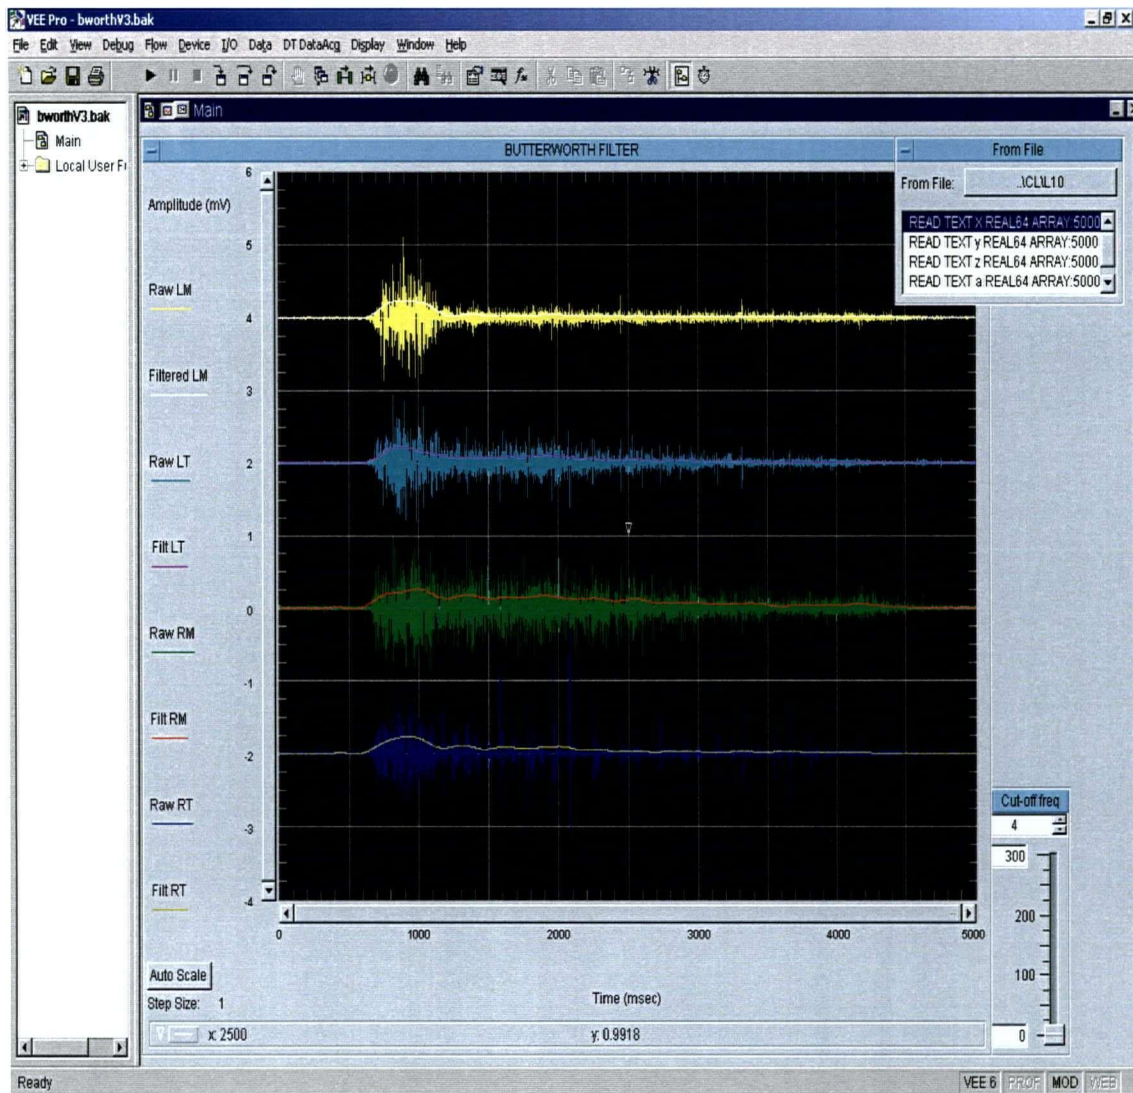 VEE Pro - bworthV3.bak
File Edit View Debug Flow Device I/O Data DT DataAcq Display Window Help
bworthV3.bak
Main
Local User F
Main
BUTTERWORTH FILTER
From File
From File: ..\CL\L10
READ TEXT x REAL64 ARRAY:5000
READ TEXT y REAL64 ARRAY:5000
READ TEXT z REAL64 ARRAY:5000
READ TEXT a REAL64 ARRAY:5000
Amplitude (mV)
Raw LM
Filtered LM
Raw LT
Filt LT
Raw RM
Filt RM
Raw RT
Filt RT
6
5
4
3
2
1
0
-1
-2
-3
-4
0 1000 2000 3000 4000 5000
Time (msec)
Cut-off freq
4
300
200
100
0
Auto Scale
Step Size: 1
x: 2500 y: 0.9918
Ready VEE 6 PROF MOD WEB